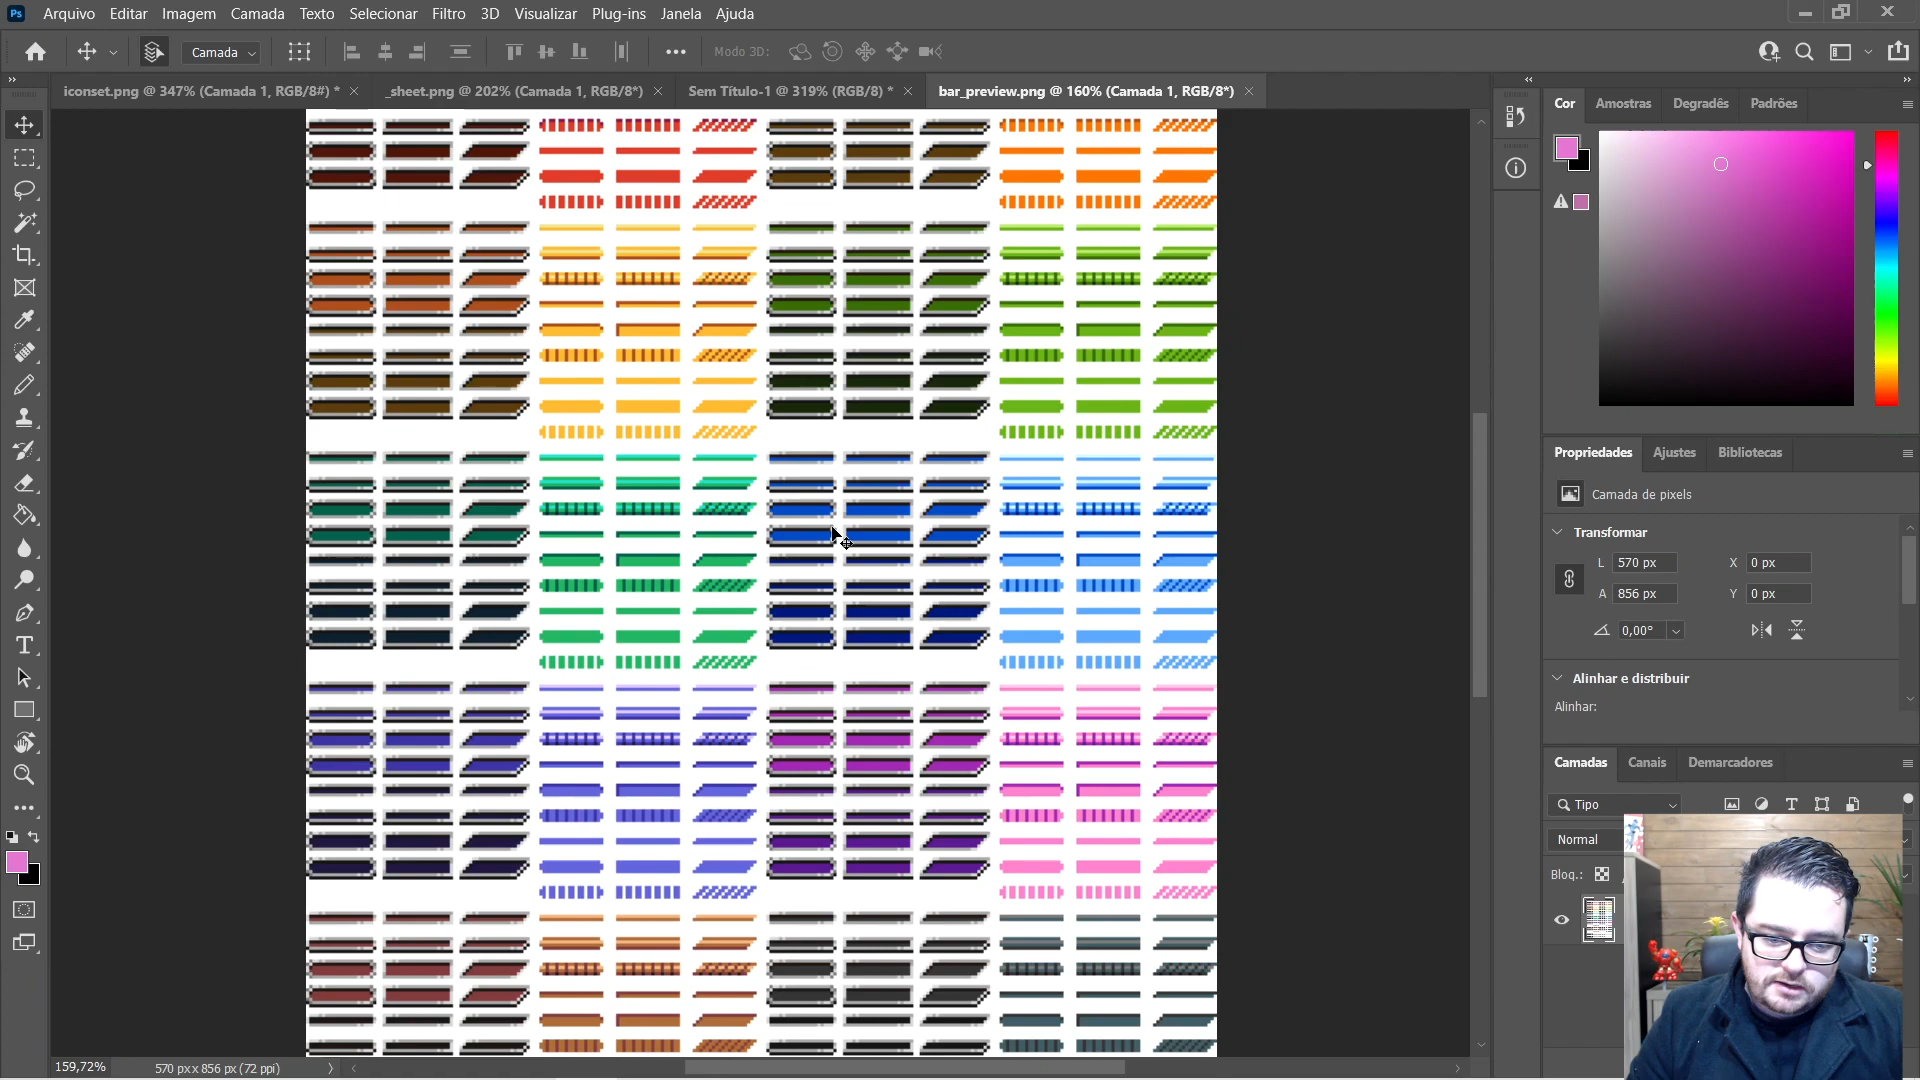 Ps Arquivo Editar Imagem Camada Texto Selecionar Filtro 3D Visualizar Plug-ins Janela Ajuda
Camada Modo 3D:
iconset.png @ 347% (Camada 1, RGB/8#) * _sheet.png @ 202% (Camada 1, RGB/8*) Sem Título-1 @ 319% (RGB/8) * bar_preview.png @ 160% (Camada 1, RGB/8*)
Cor Amostras Degradês Padrões
Propriedades Ajustes Bibliotecas
Camada de pixels
Transformar
L 570 px X 0 px
A 856 px Y 0 px
0,00°
Alinhar e distribuir
Alinhar:
Camadas Canais Demarcadores
Tipo
Normal
Bloq.:
159,72% 570 px x 856 px (72 ppi)